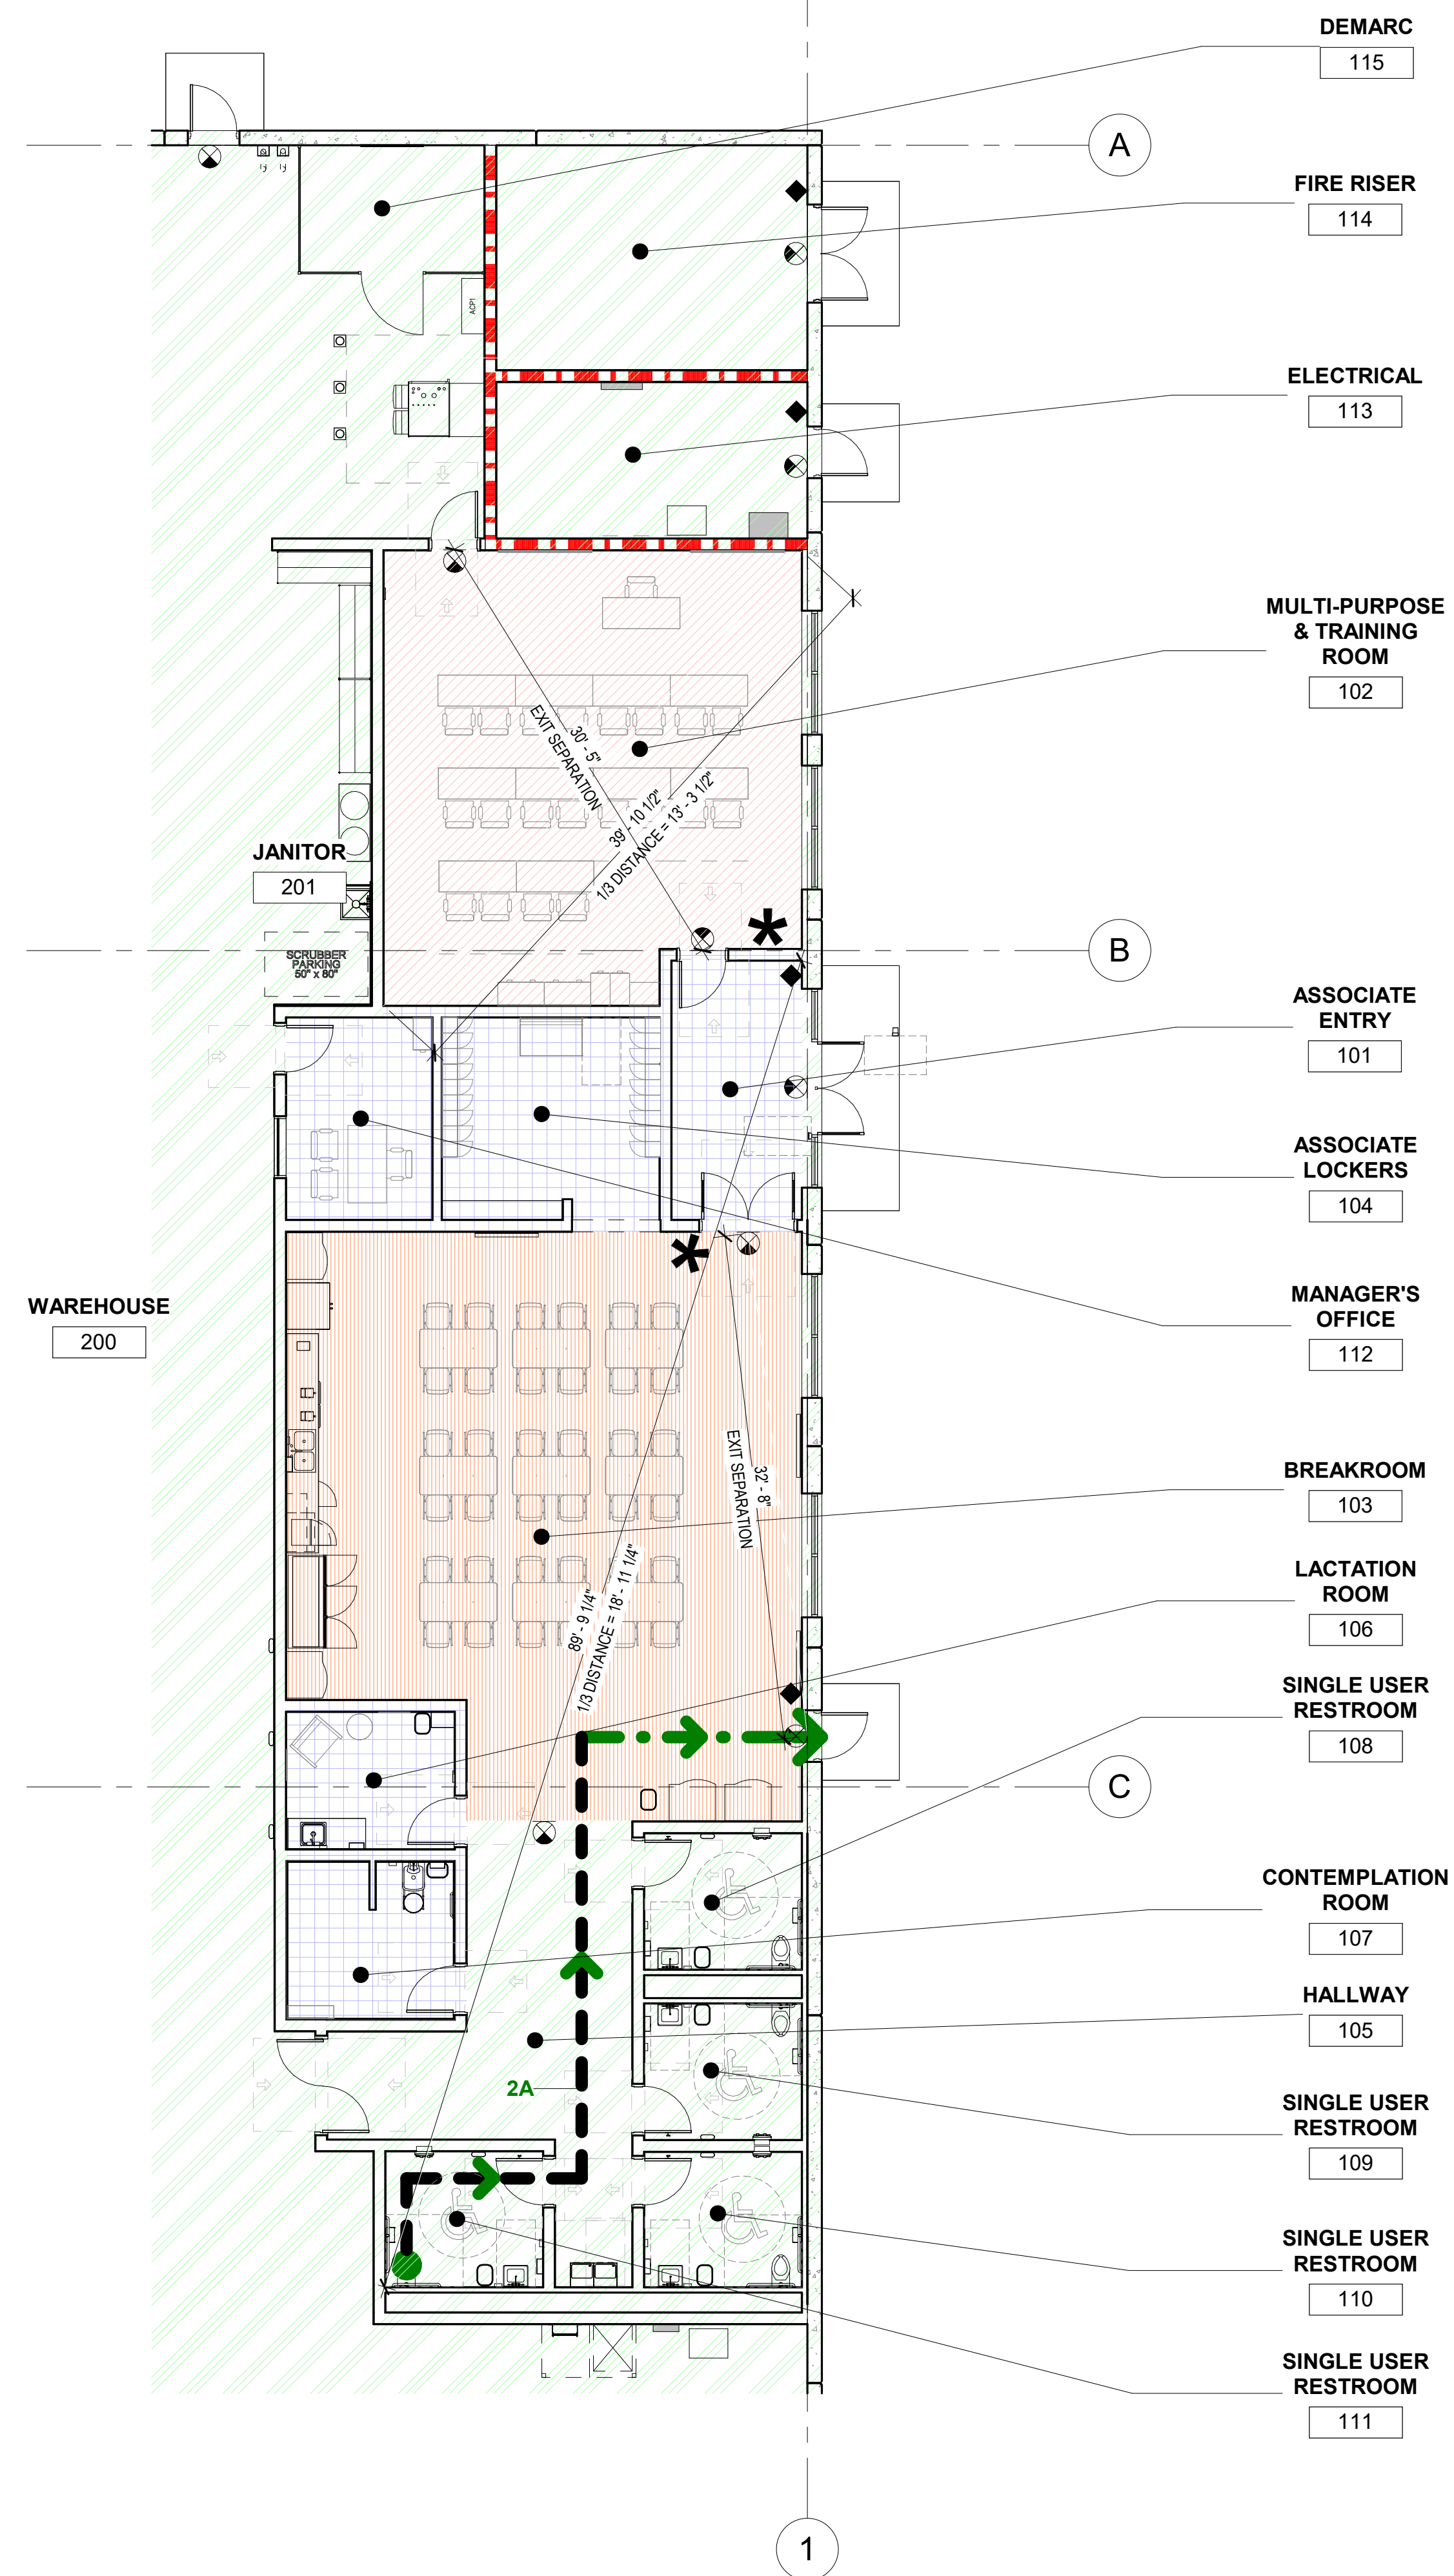 DEMARC
115
A
FIRE RISER
114
ACP1
ELECTRICAL
113
MULTI-PURPOSE
& TRAINING
ROOM
102
30' - 5"
EXIT SEPARATION
39' - 10 1/2"
1/3 DISTANCE = 13' - 3 1/2"
JANITOR
201
SCRUBBER
PARKING
50" x 80"
B
ASSOCIATE
ENTRY
101
ASSOCIATE
LOCKERS
104
WAREHOUSE
200
MANAGER'S
OFFICE
112
32' - 8"
EXIT SEPARATION
BREAKROOM
103
89' - 9 1/4"
1/3 DISTANCE = 18' - 11 1/4"
LACTATION
ROOM
106
SINGLE USER
RESTROOM
108
C
CONTEMPLATION
ROOM
107
HALLWAY
105
2A
SINGLE USER
RESTROOM
109
SINGLE USER
RESTROOM
110
SINGLE USER
RESTROOM
111
1